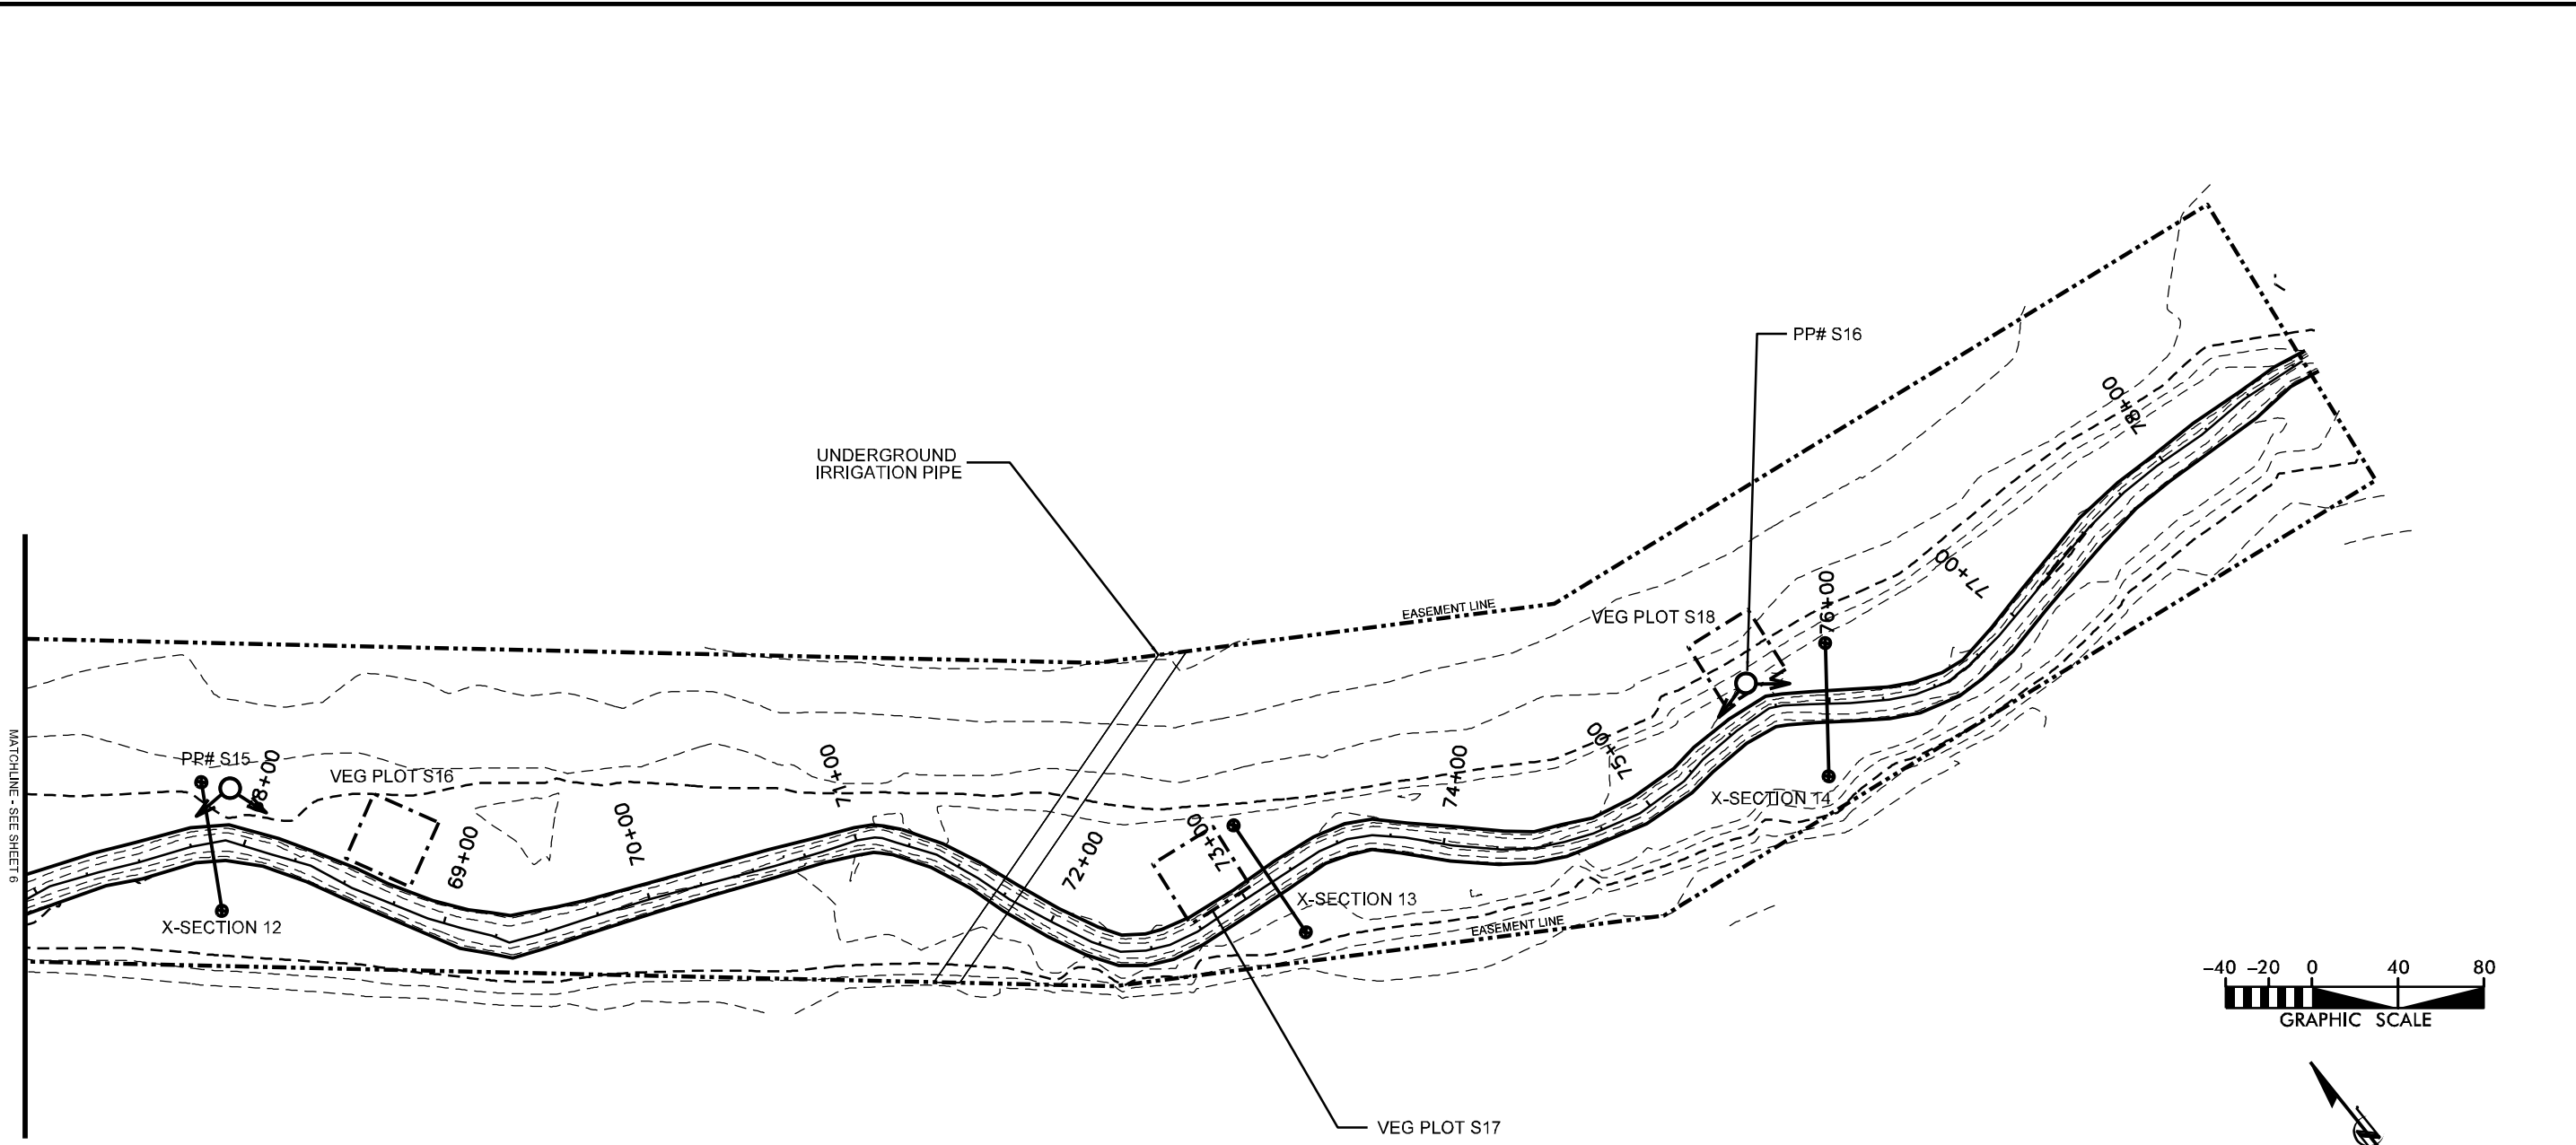 PP# S16
UNDERGROUND
IRRIGATION PIPE
EASEMENT LINE
VEG PLOT S18
76+00
77+00
78+00
MATCHLINE - SEE SHEET 6
PP# S15
68+00
VEG PLOT S16
69+00
70+00
71+00
72+00
73+00
74+00
75+00
X-SECTION 14
X-SECTION 12
X-SECTION 13
EASEMENT LINE
-40 -20 0 40 80
GRAPHIC SCALE
VEG PLOT S17